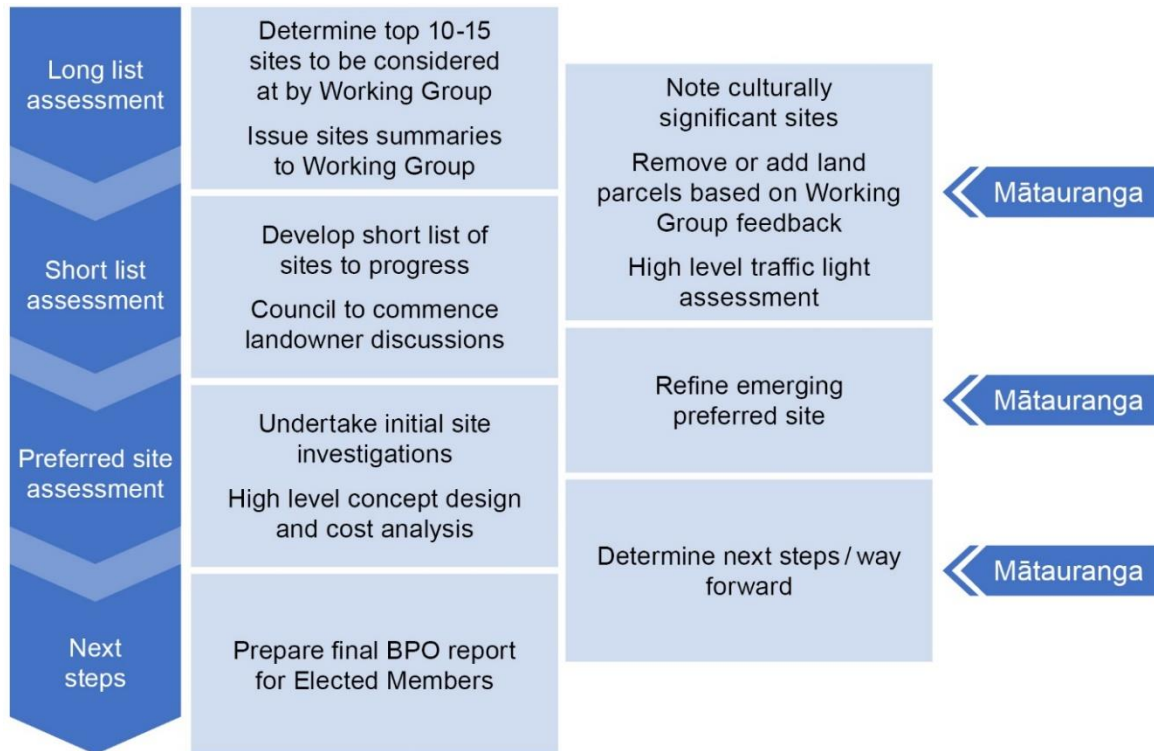 Long list
assessment
Short list
assessment
Preferred site
assessment
Next
steps
Determine top 10-15
sites to be considered
at by Working Group
Issue sites summaries
to Working Group
Develop short list of
sites to progress
Council to commence
landowner discussions
Undertake initial site
investigations
High level concept design
and cost analysis
Prepare final BPO report
for Elected Members
Note culturally
significant sites
Remove or add land
parcels based on Working
Group feedback
High level traffic light
assessment
Refine emerging
preferred site
Determine next steps / way
forward
Mātauranga
Mātauranga
Mātauranga